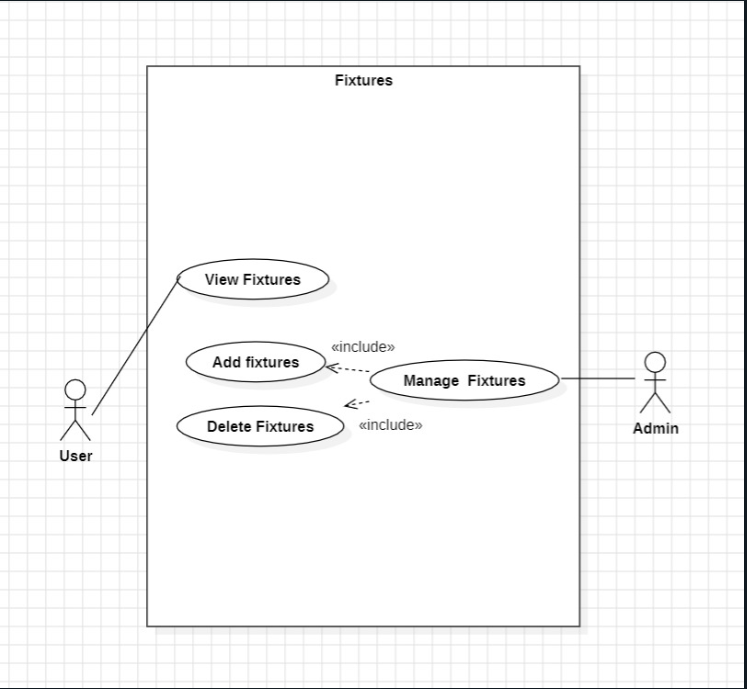 Fixtures
View Fixtures
«include»
Add fixtures
Manage  Fixtures
Delete Fixtures
«include»
User
Admin